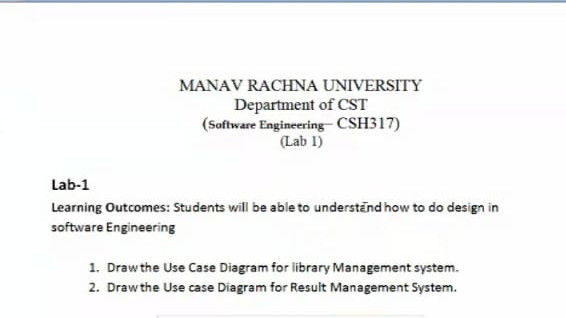 MANAV RACHNA UNIVERSITY
Department of CST
(Software Engineering– CSH317)
(Lab 1)
Lab-1
Learning Outcomes: Students will be able to understand how to do design in
software Engineering
1. Draw the Use Case Diagram for library Management system.
2. Draw the Use case Diagram for Result Management System.